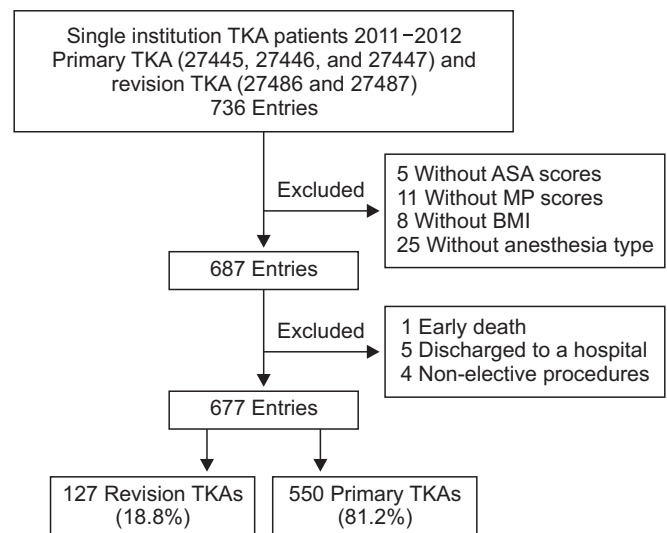 Single institution TKA patients 2011−2012
Primary TKA (27445, 27446, and 27447) and
revision TKA (27486 and 27487)
736 Entries
Excluded
5 Without ASA scores
11 Without MP scores
8 Without BMI
25 Without anesthesia type
687 Entries
Excluded
1 Early death
5 Discharged to a hospital
4 Non-elective procedures
677 Entries
127 Revision TKAs
(18.8%)
550 Primary TKAs
(81.2%)